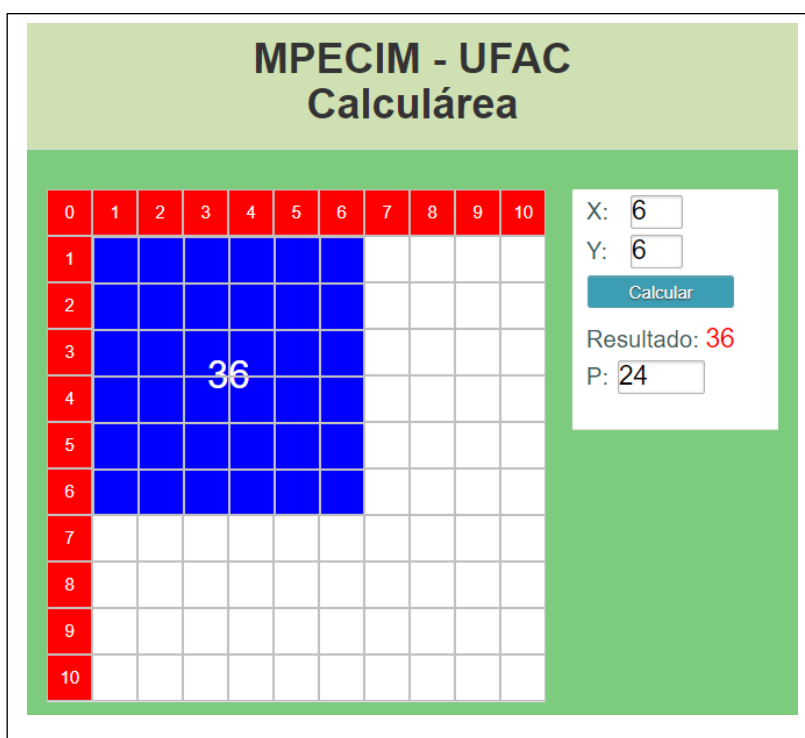 MPECIM - UFAC
Calculárea
0 1 2 3 4 5 6 7 8 9 10
1
2
3
4
5
6
7
8
9
10
36
X: 6
Y: 6
Calcular
Resultado: 36
P: 24